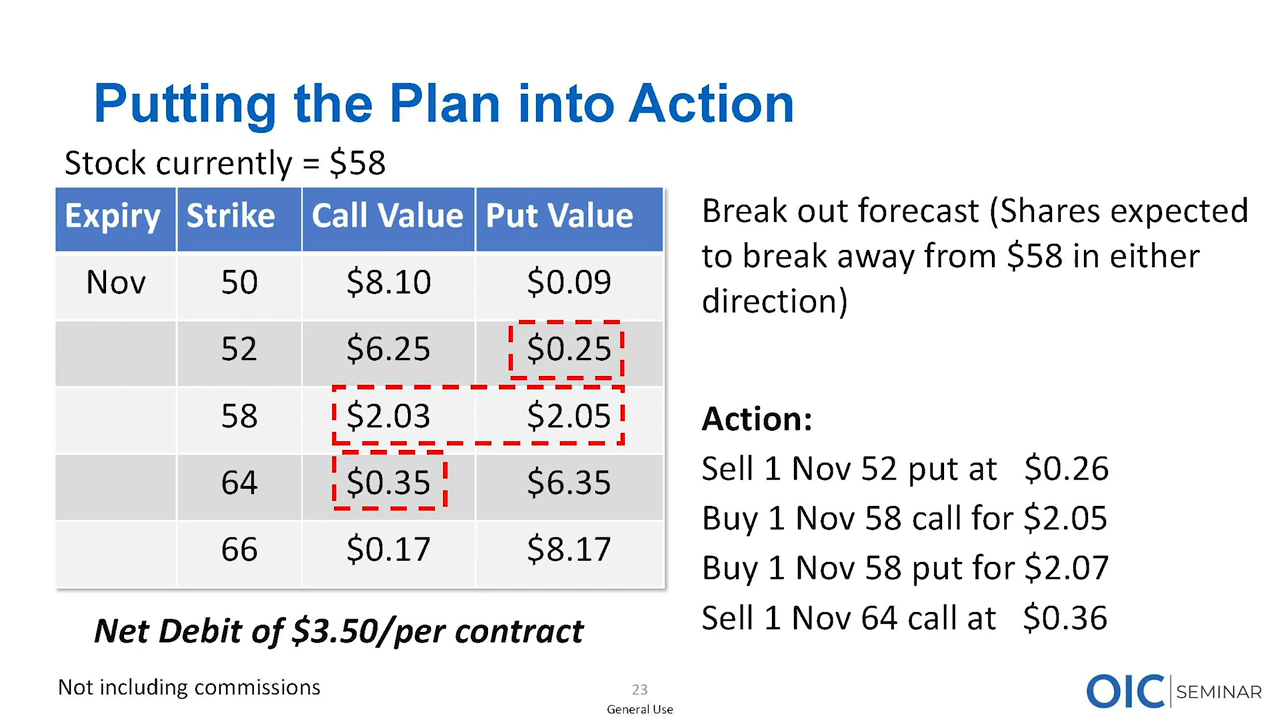 Putting the Plan into Action
Stock currently = $58
Expiry Strike Call Value Put Value
Nov 50 $8.10 $0.09
52 $6.25 $0.25
58 $2.03 $2.05
64 $0.35 $6.35
66 $0.17 $8.17
Net Debit of $3.50/per contract
Break out forecast (Shares expected
to break away from $58 in either
direction)
Action:
Sell 1 Nov 52 put at $0.26
Buy 1 Nov 58 call for $2.05
Buy 1 Nov 58 put for $2.07
Sell 1 Nov 64 call at $0.36
Not including commissions
23
General Use
OIC SEMINAR